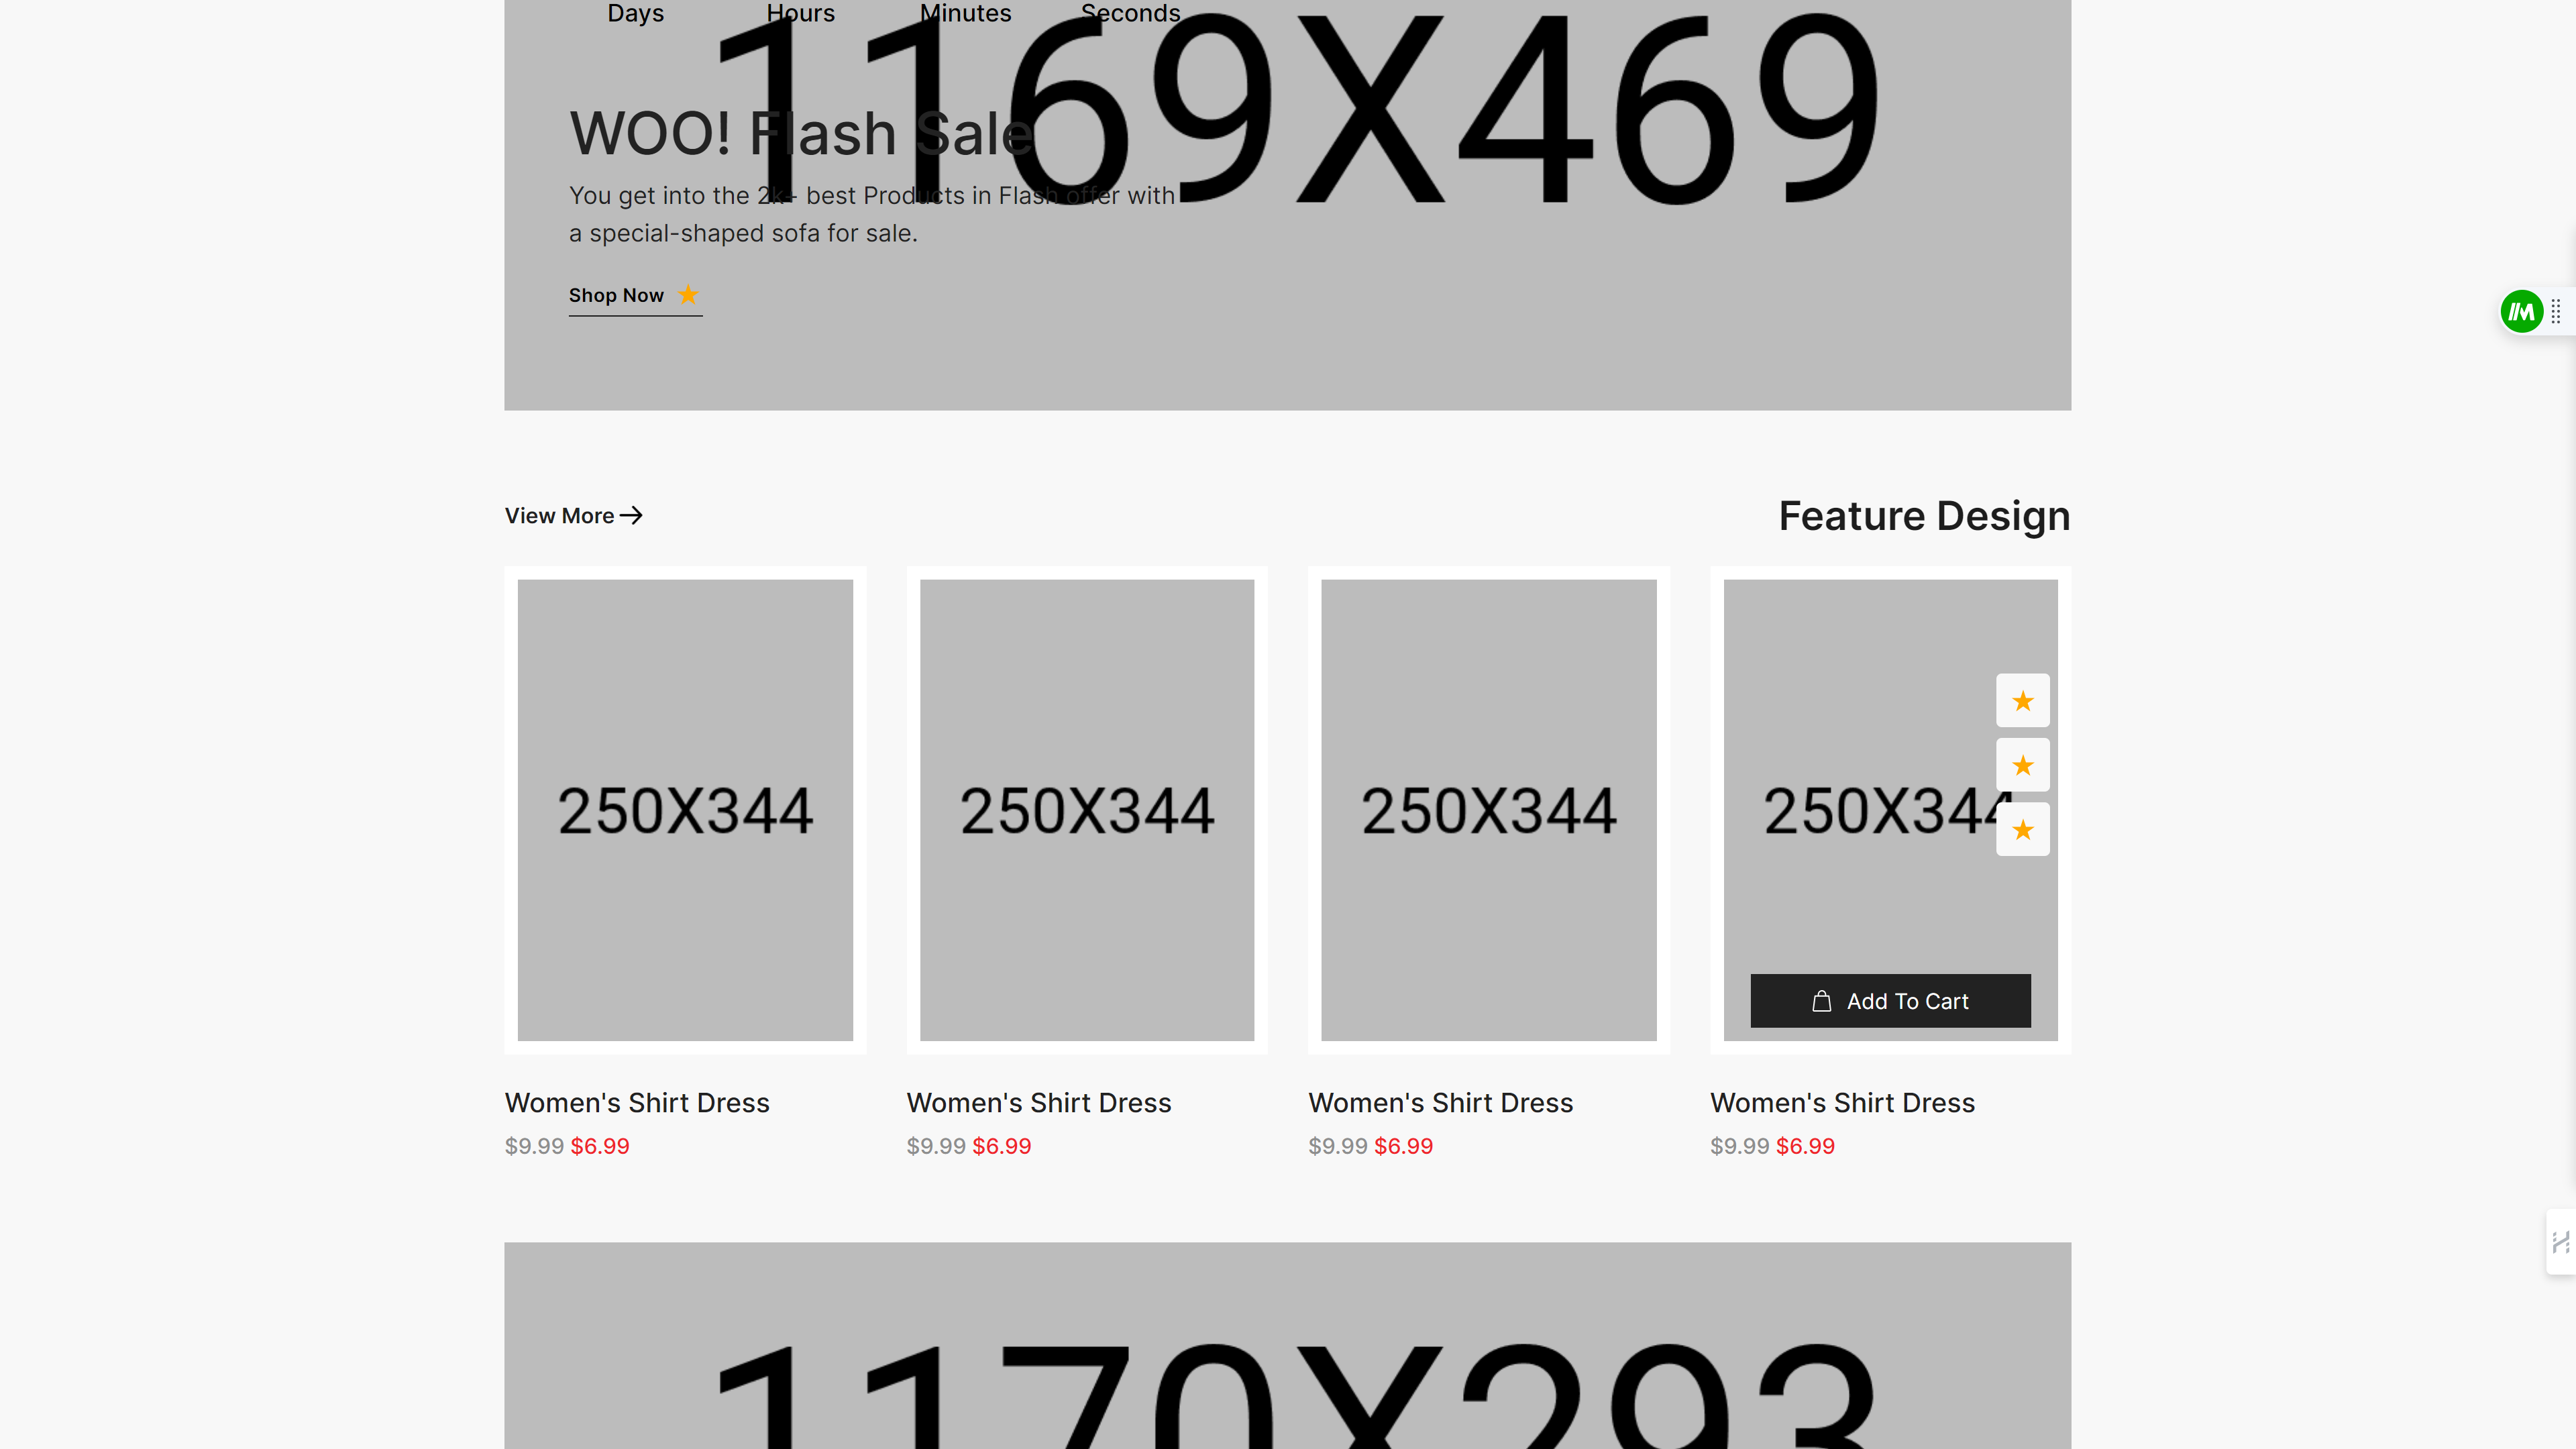 Days Hours Minutes Seconds
1169X469
WOO! Flash Sale
You get into the 2k+ best Products in Flash offer with
a special-shaped sofa for sale.
Shop Now
View More
Feature Design
250X344 250X344 250X344 250X344
Add To Cart
Women's Shirt Dress Women's Shirt Dress Women's Shirt Dress Women's Shirt Dress
$9.99 $6.99 $9.99 $6.99 $9.99 $6.99 $9.99 $6.99
1170X293